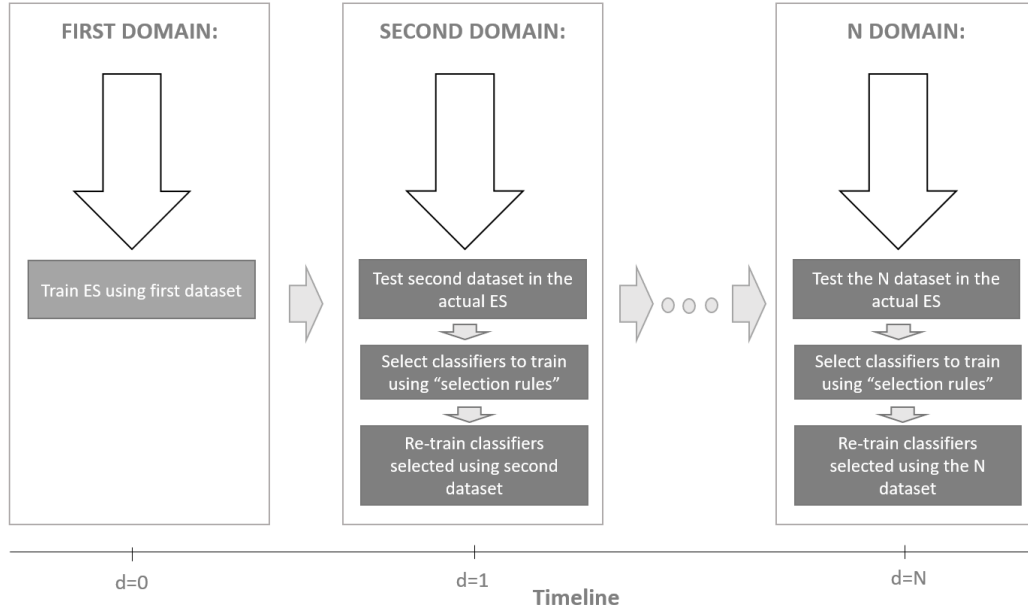 FIRST DOMAIN:
Train ES using first dataset
SECOND DOMAIN:
Test second dataset in the
actual ES
Select classifiers to train
using “selection rules”
Re-train classifiers
selected using second
dataset
N DOMAIN:
Test the N dataset in the
actual ES
Select classifiers to train
using “selection rules”
Re-train classifiers
selected using the N
dataset
d=0
d=1
d=N
Timeline